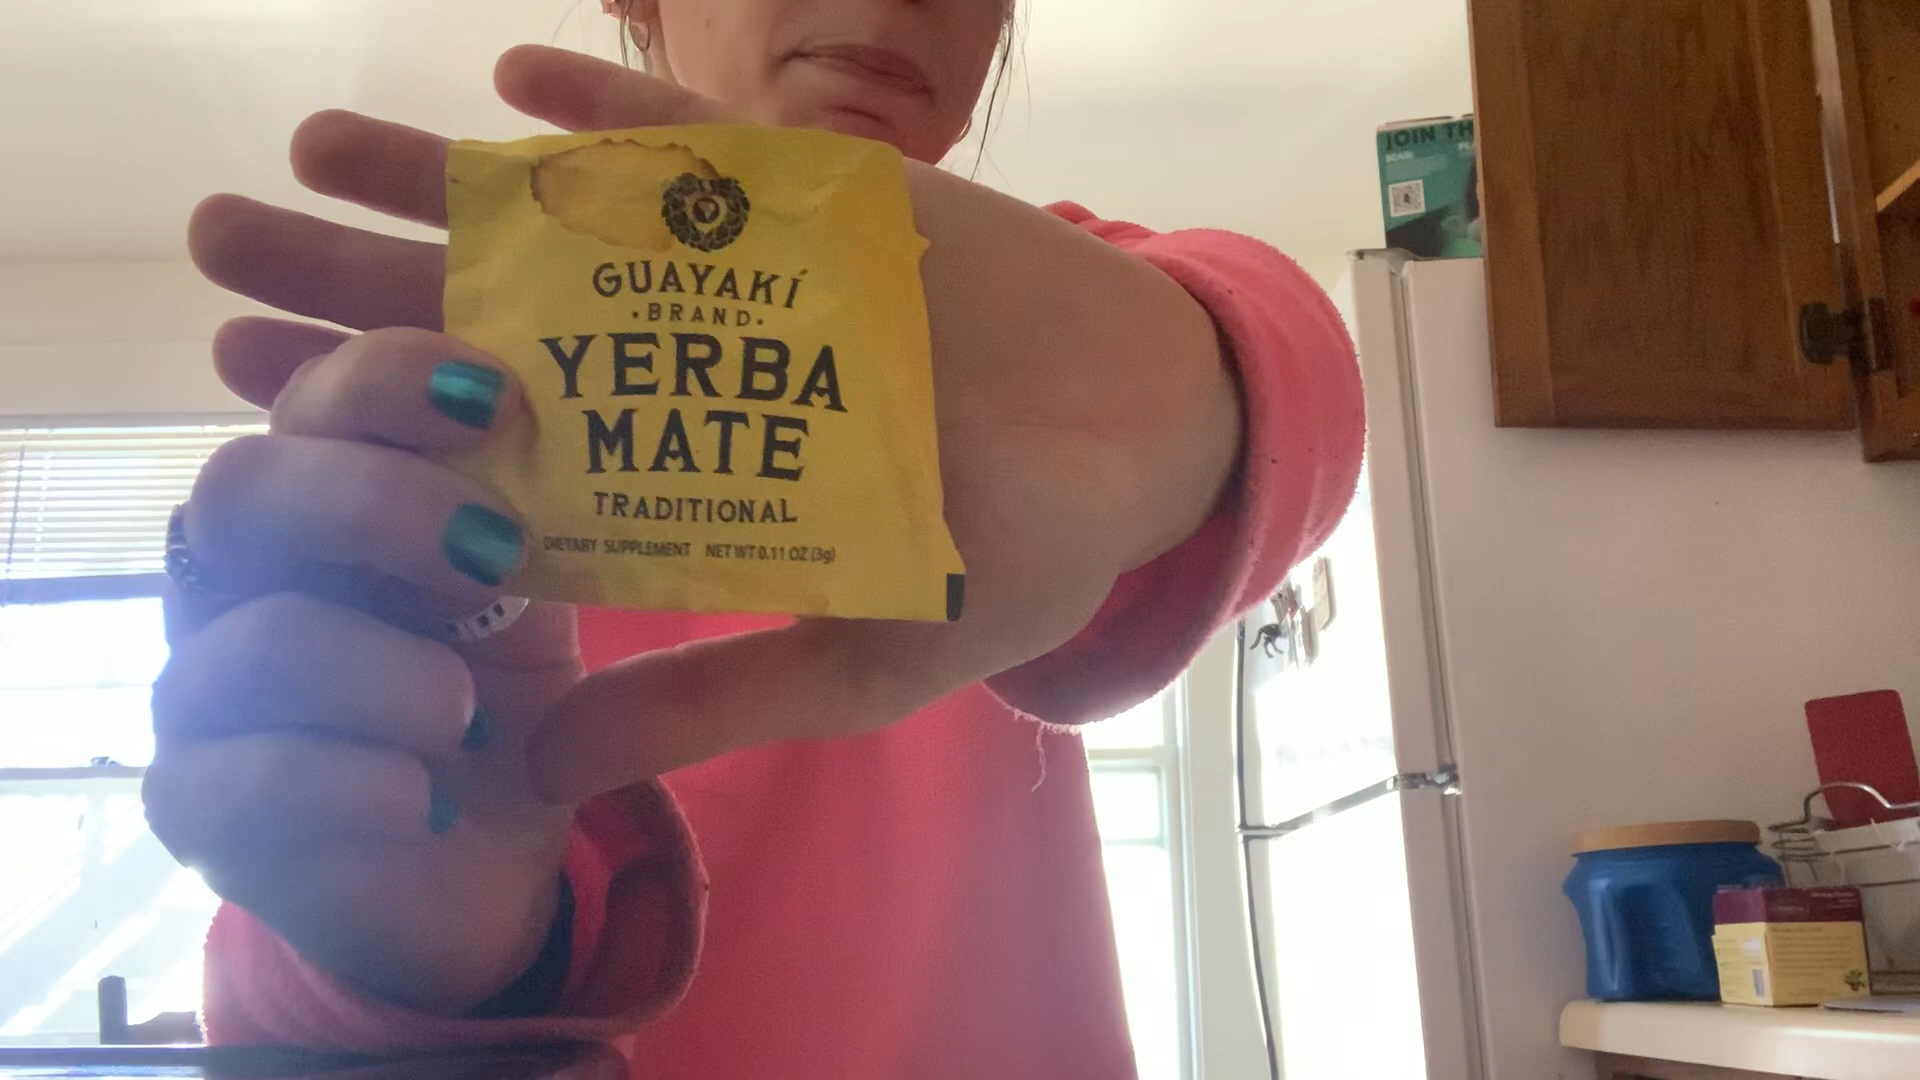 GUAYAKÍ
·BRAND·
YERBA
MATE
TRADITIONAL
DIETARY SUPPLEMENT NET WT 0.11 OZ (3g)
JOIN TH